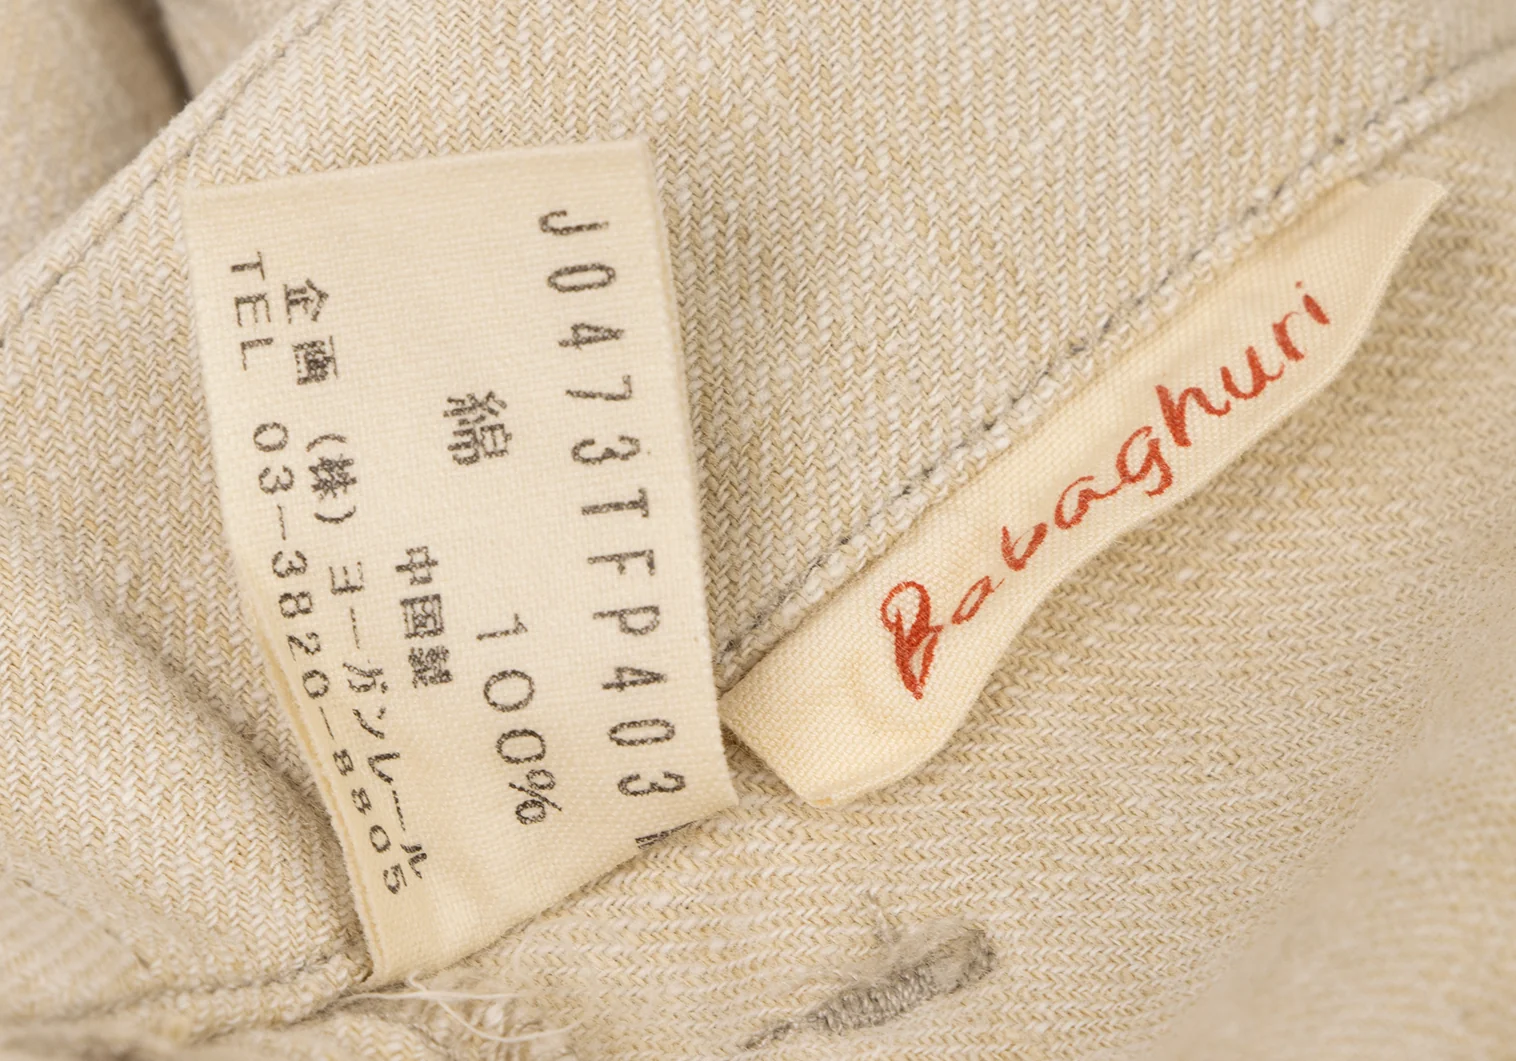 J0473TFP403
綿 100%
中国製
企画 (株) ヨーガンレール
TEL 03-3820-8805
Babaghuri